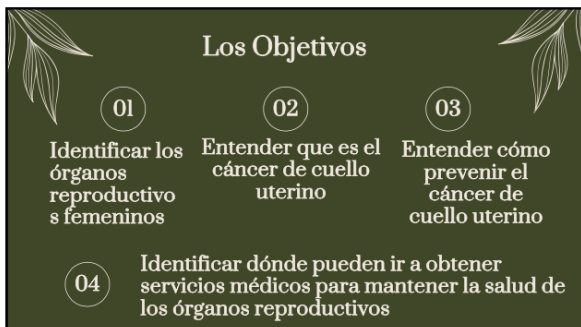 Los Objetivos
01
Identificar los
órganos
reproductivo
s femeninos
02
Entender que es el
cáncer de cuello
uterino
03
Entender cómo
prevenir el
cáncer de
cuello uterino
04
Identificar dónde pueden ir a obtener
servicios médicos para mantener la salud de
los órganos reproductivos